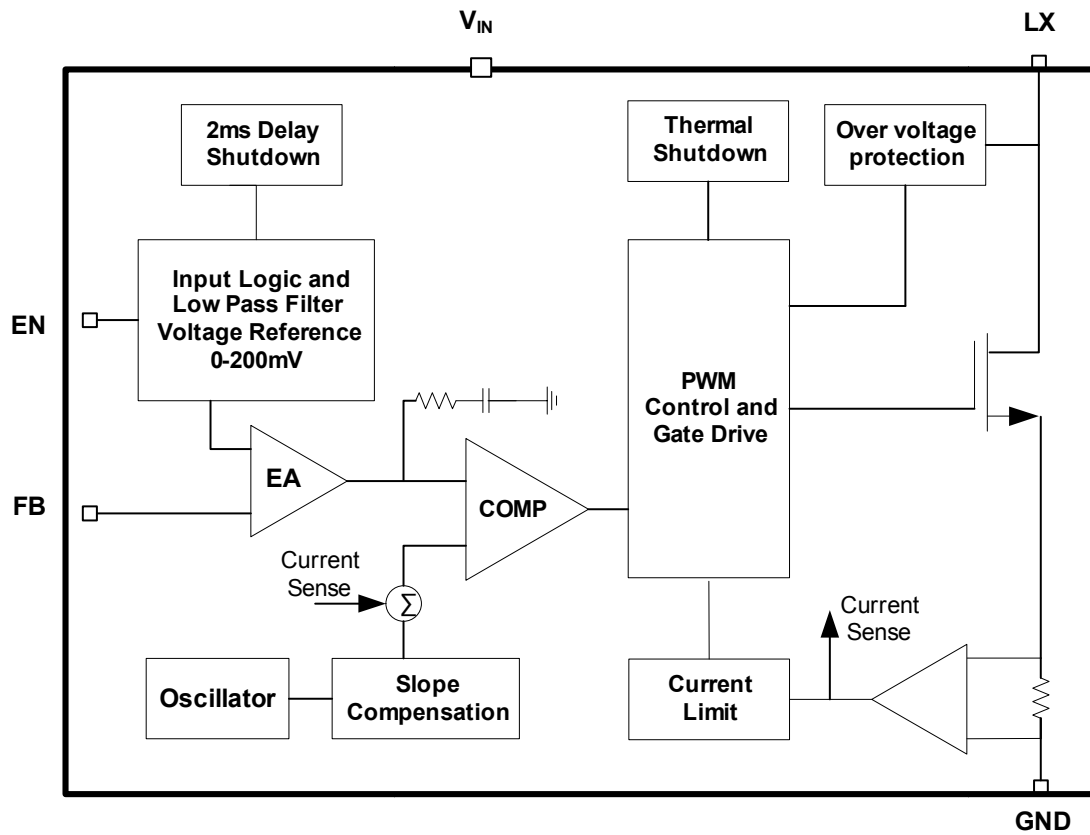 V_IN
LX
2ms Delay
Shutdown
Thermal
Shutdown
Over voltage
protection
Input Logic and
Low Pass Filter
Voltage Reference
0-200mV
EN
PWM
Control and
Gate Drive
EA
FB
COMP
Current
Sense
Σ
Current
Sense
Oscillator
Slope
Compensation
Current
Limit
GND